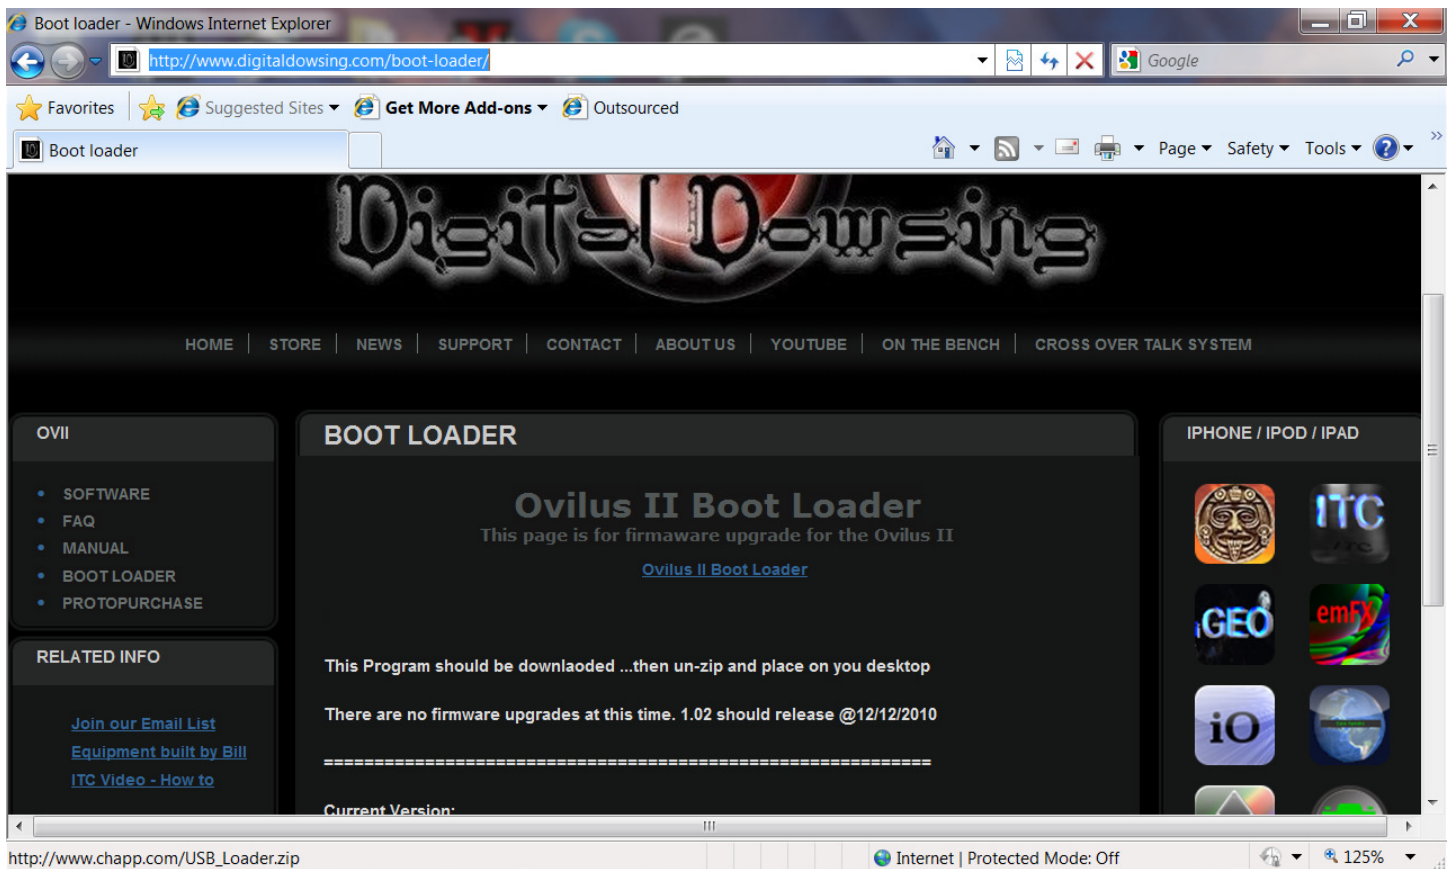 Boot loader - Windows Internet Explorer
http://www.digitaldowsing.com/boot-loader/
Google
Favorites
Suggested Sites
Get More Add-ons
Outsourced
Boot loader
Page
Safety
Tools
Digital Dowsing
HOME
STORE
NEWS
SUPPORT
CONTACT
ABOUT US
YOUTUBE
ON THE BENCH
CROSS OVER TALK SYSTEM
OVII
SOFTWARE
FAQ
MANUAL
BOOT LOADER
PROTOPURCHASE
RELATED INFO
Join our Email List
Equipment built by Bill
ITC Video - How to
BOOT LOADER
Ovilus II Boot Loader
This page is for firmaware upgrade for the Ovilus II
Ovilus II Boot Loader
This Program should be downlaoded ...then un-zip and place on you desktop
There are no firmware upgrades at this time. 1.02 should release @12/12/2010
============================================================
Current Version:
IPHONE / IPOD / IPAD
ITC
iGEO
emFX
iO
http://www.chapp.com/USB_Loader.zip
Internet | Protected Mode: Off
125%